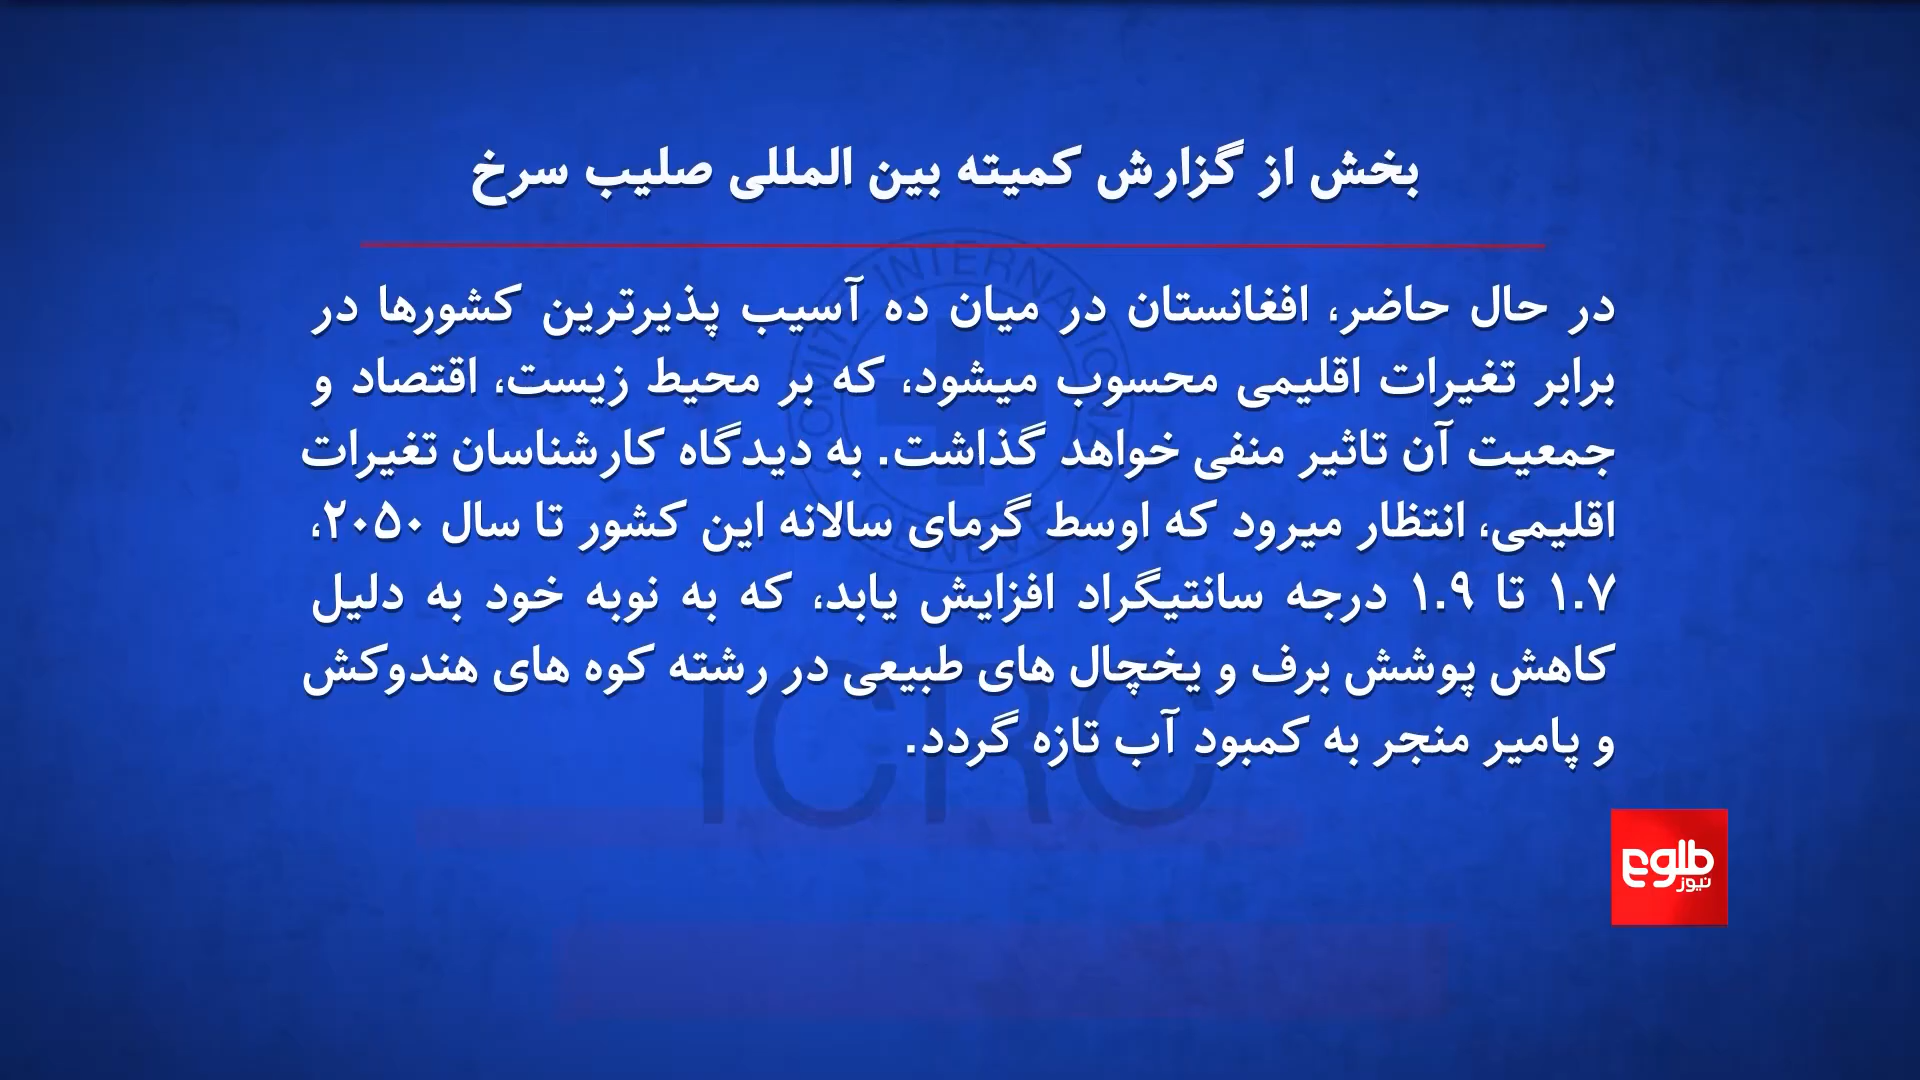 بخش از گزارش کمیته بین المللی صلیب سرخ
در حال حاضر، افغانستان در میان ده آسیب پذیرترین کشورها در
برابر تغیرات اقلیمی محسوب میشود، که بر محیط زیست، اقتصاد و
جمعیت آن تاثیر منفی خواهد گذاشت. به دیدگاه کارشناسان تغیرات
اقلیمی، انتظار میرود که اوسط گرمای سالانه این کشور تا سال ۲۰۵۰،
۱.۷ تا ۱.۹ درجه سانتیگراد افزایش یابد، که به نوبه خود به دلیل
کاهش پوشش برف و یخچال های طبیعی در رشته کوه های هندوکش
و پامیر منجر به کمبود آب تازه گردد.
INTERNATIONAL
ICRC
طلوع
نیوز